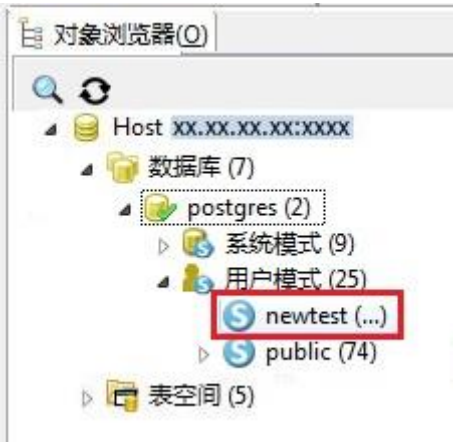 对象浏览器(O)
Host xx.xx.xx.xx:xxxx
数据库 (7)
postgres (2)
系统模式 (9)
用户模式 (25)
newtest (...)
public (74)
表空间 (5)